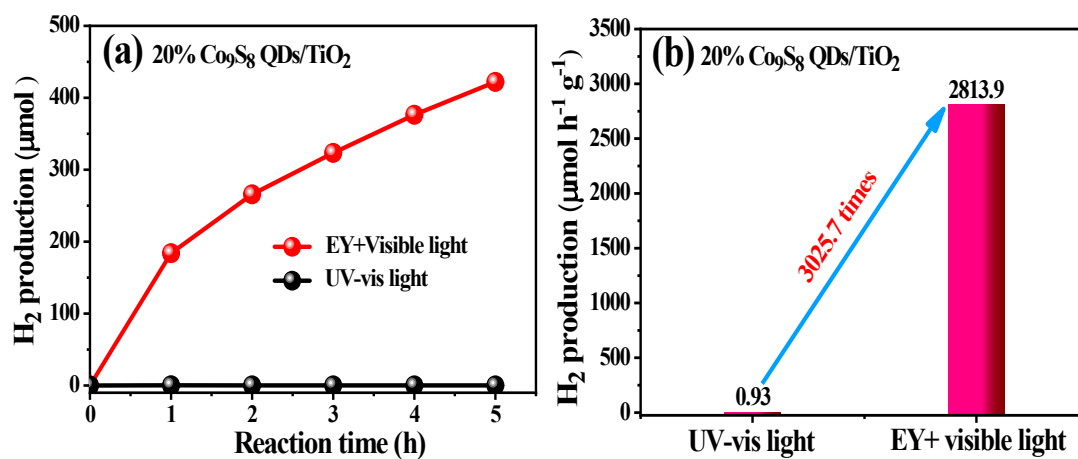 (a) 20% Co₉S₈ QDs/TiO₂
H₂ production (μmol )
500
400
300
200
100
0
EY+Visible light
UV-vis light
0 1 2 3 4 5
Reaction time (h)
(b) 20% Co₉S₈ QDs/TiO₂
H₂ production (μmol h⁻¹ g⁻¹)
3500
3000
2500
2000
1500
1000
500
0
2813.9
3025.7 times
0.93
UV-vis light EY+ visible light